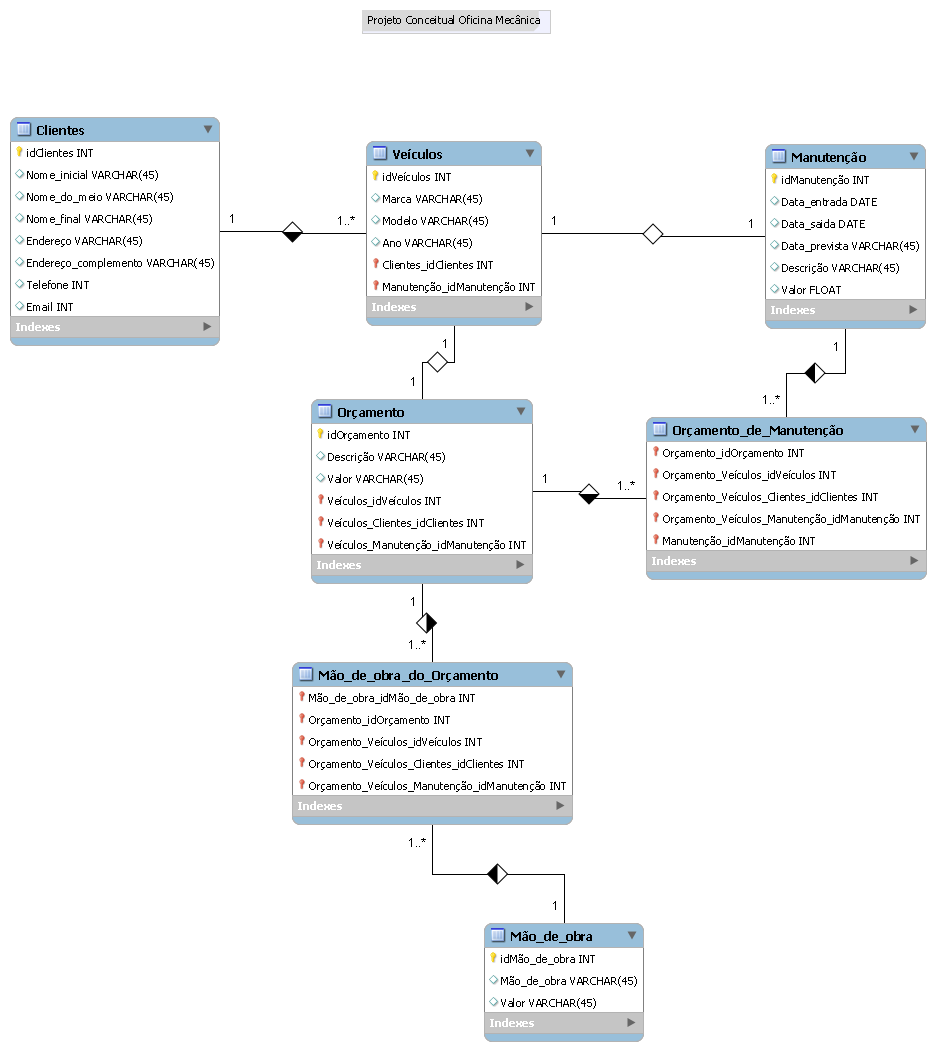 Projeto Conceitual Oficina Mecânica
Clientes
idClientes INT
Nome_inicial VARCHAR(45)
Nome_do_meio VARCHAR(45)
Nome_final VARCHAR(45)
Endereço VARCHAR(45)
Endereço_complemento VARCHAR(45)
Telefone INT
Email INT
Indexes
1
1..*
Veículos
idVeículos INT
Marca VARCHAR(45)
Modelo VARCHAR(45)
Ano VARCHAR(45)
Clientes_idClientes INT
Manutenção_idManutenção INT
Indexes
1
1
Manutenção
idManutenção INT
Data_entrada DATE
Data_saida DATE
Data_prevista VARCHAR(45)
Descrição VARCHAR(45)
Valor FLOAT
Indexes
1
1
1
1..*
Orçamento
idOrçamento INT
Descrição VARCHAR(45)
Valor VARCHAR(45)
Veículos_idVeículos INT
Veículos_Clientes_idClientes INT
Veículos_Manutenção_idManutenção INT
Indexes
1
1..*
Orçamento_de_Manutenção
Orçamento_idOrçamento INT
Orçamento_Veículos_idVeículos INT
Orçamento_Veículos_Clientes_idClientes INT
Orçamento_Veículos_Manutenção_idManutenção INT
Manutenção_idManutenção INT
Indexes
1
1..*
Mão_de_obra_do_Orçamento
Mão_de_obra_idMão_de_obra INT
Orçamento_idOrçamento INT
Orçamento_Veículos_idVeículos INT
Orçamento_Veículos_Clientes_idClientes INT
Orçamento_Veículos_Manutenção_idManutenção INT
Indexes
1..*
1
Mão_de_obra
idMão_de_obra INT
Mão_de_obra VARCHAR(45)
Valor VARCHAR(45)
Indexes